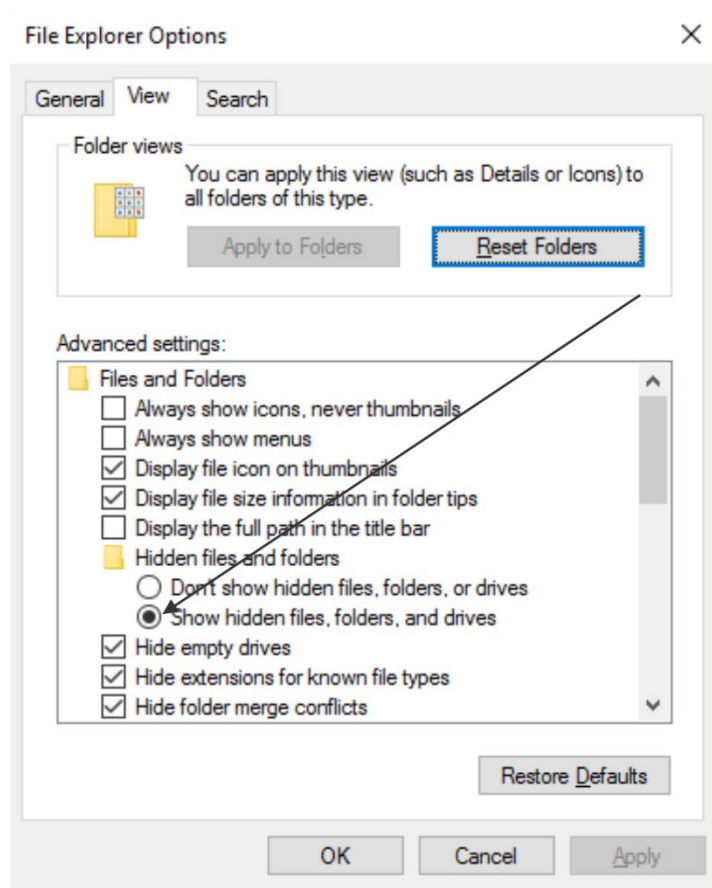 File Explorer Options
General View Search
Folder views
You can apply this view (such as Details or Icons) to
all folders of this type.
Apply to Folders Reset Folders
Advanced settings:
Files and Folders
Always show icons, never thumbnails
Always show menus
Display file icon on thumbnails
Display file size information in folder tips
Display the full path in the title bar
Hidden files and folders
Don't show hidden files, folders, or drives
Show hidden files, folders, and drives
Hide empty drives
Hide extensions for known file types
Hide folder merge conflicts
Restore Defaults
OK Cancel Apply